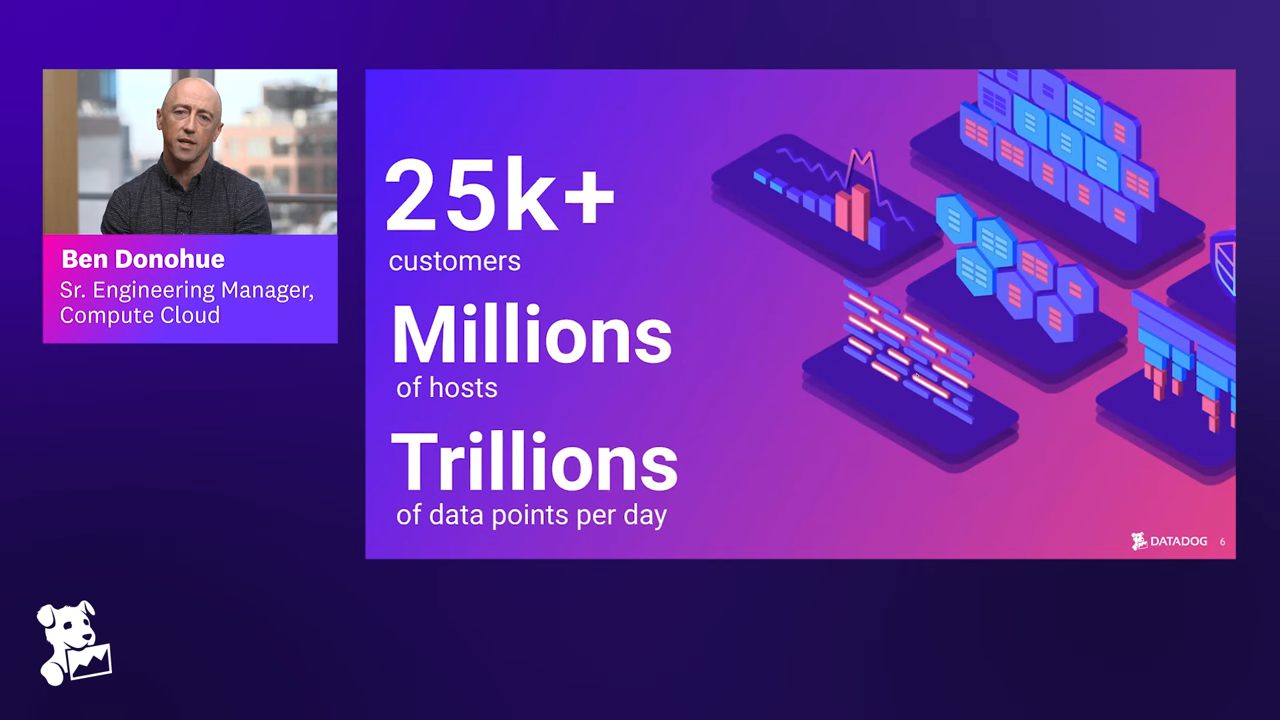 Ben Donohue
Sr. Engineering Manager,
Compute Cloud
25k+
customers
Millions
of hosts
Trillions
of data points per day
DATADOG 6